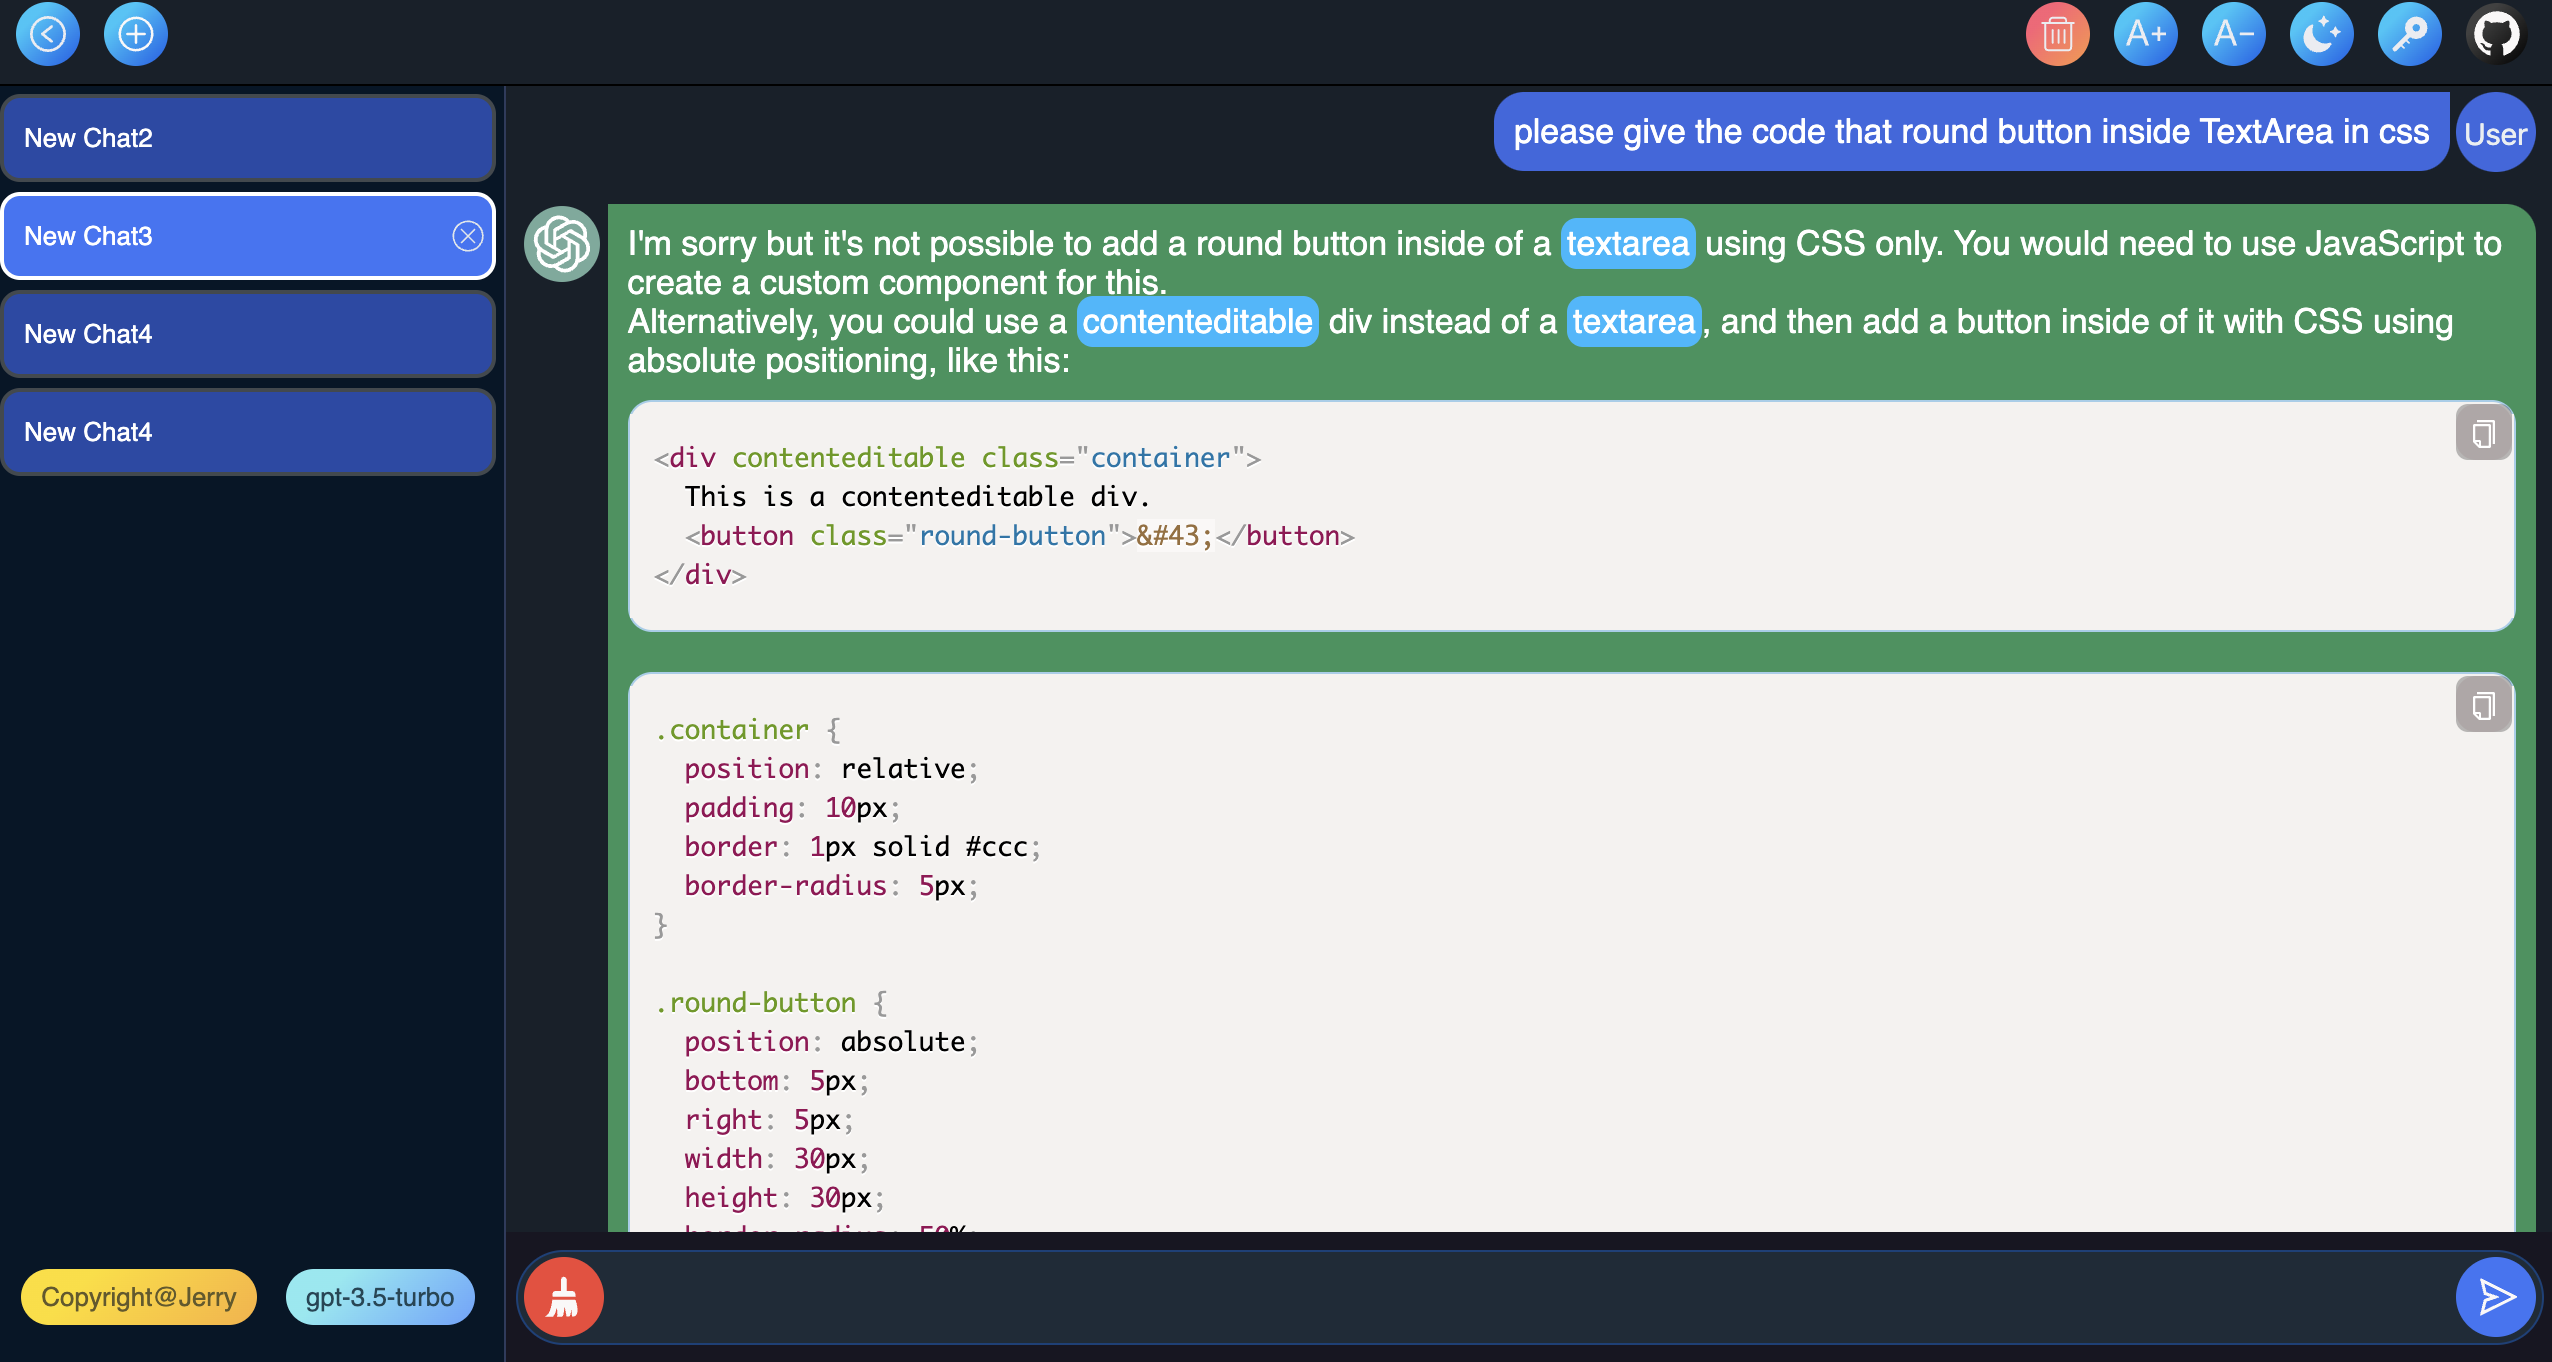 A+
A-
New Chat2
New Chat3
New Chat4
New Chat4
please give the code that round button inside TextArea in css
User
I'm sorry but it's not possible to add a round button inside of a textarea using CSS only. You would need to use JavaScript to
create a custom component for this.
Alternatively, you could use a contenteditable div instead of a textarea, and then add a button inside of it with CSS using
absolute positioning, like this:
<div contenteditable class="container">
  This is a contenteditable div.
  <button class="round-button">&#43;</button>
</div>
.container {
  position: relative;
  padding: 10px;
  border: 1px solid #ccc;
  border-radius: 5px;
}
.round-button {
  position: absolute;
  bottom: 5px;
  right: 5px;
  width: 30px;
  height: 30px;
  border-radius: 50%;
Copyright@Jerry
gpt-3.5-turbo